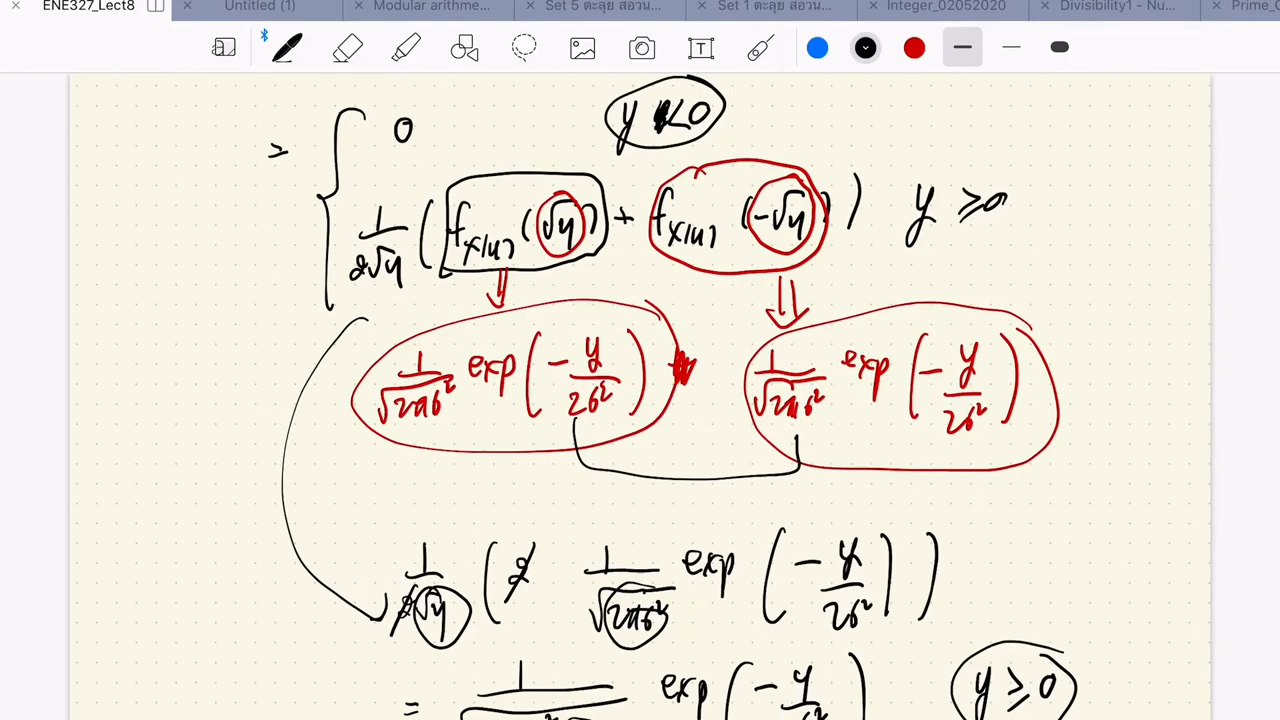 ENE327_Lect8 Untitled (1) Modular arithme... Set 5 ตะลุย สอวน... Set 1 ตะลุย สอวน... Integer_02052020 Divisibility1 - Nu... Prime_C
= { 0 y < 0
1/2√y ( f_X(u) (√y) + f_X(u) (-√y) ) y ≥ 0
1/√2πσ² exp(-y/2σ²) 1/√2πσ² exp(-y/2σ²)
1/2√y ( 2 1/√2πσ² exp (-y/2σ²) )
= 1 exp (-y y ≥ 0